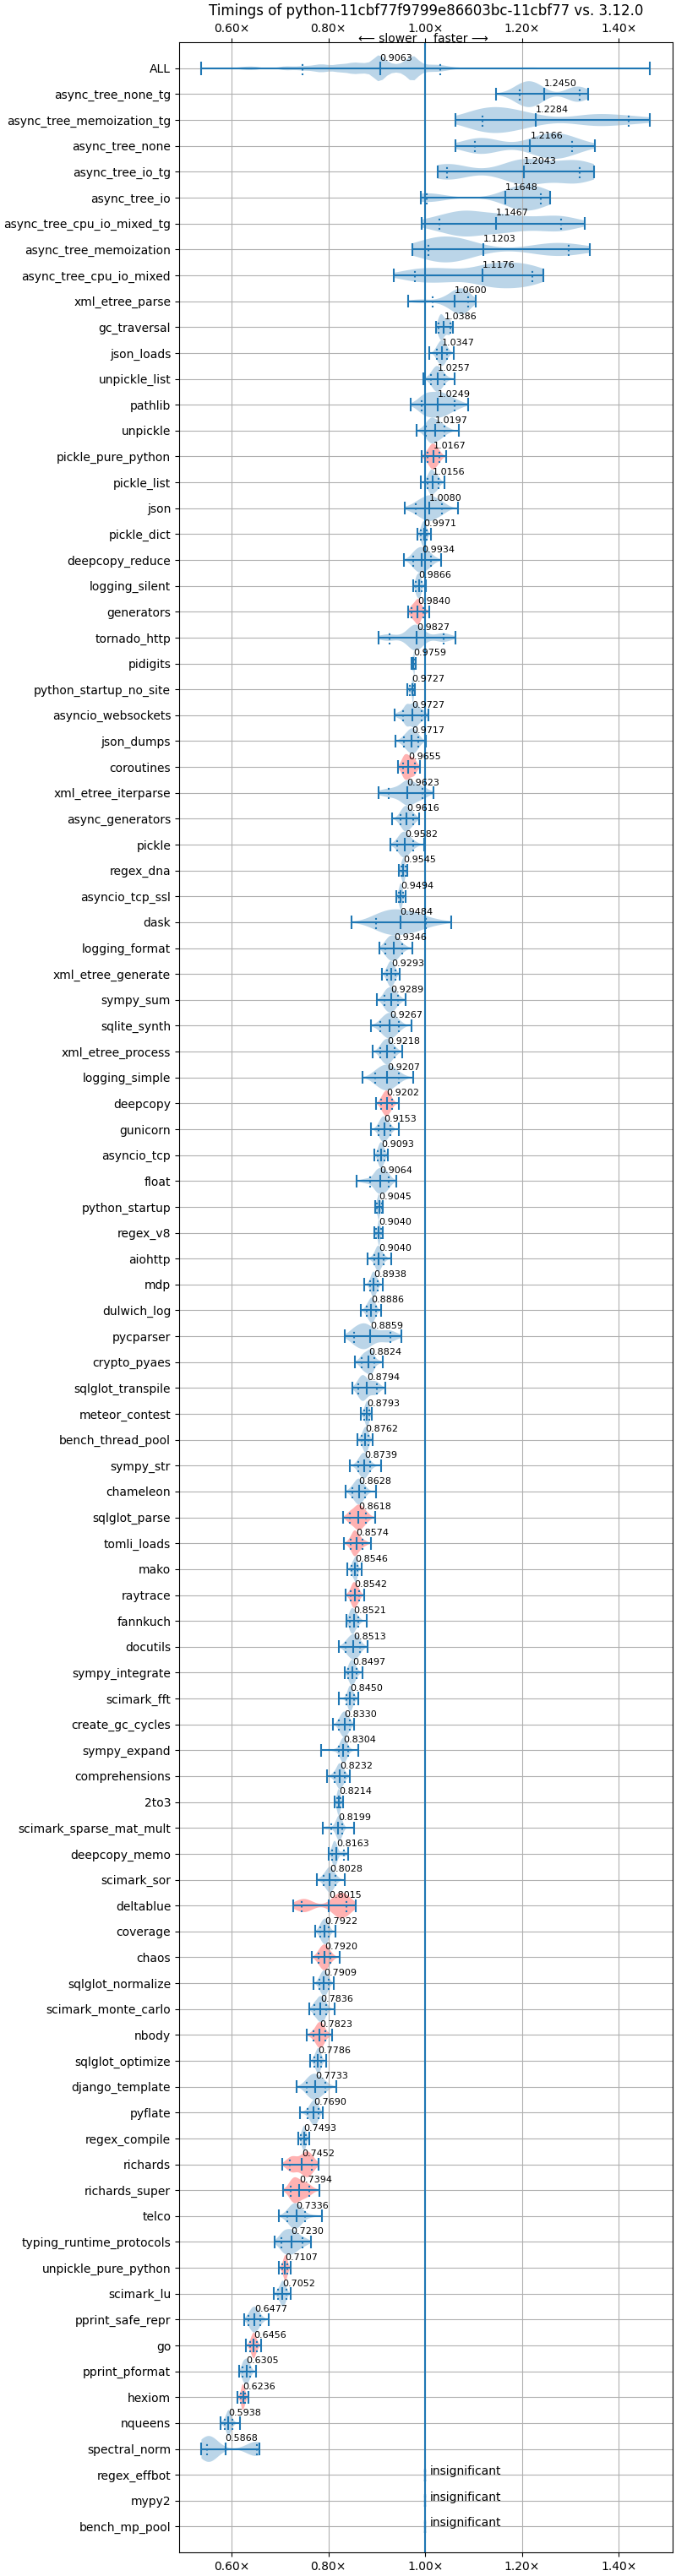 Timings of python-11cbf77f9799e86603bc-11cbf77 vs. 3.12.0
0.60× 0.80× 1.00× 1.20× 1.40×
⟵ slower faster ⟶
ALL 0.9063
async_tree_none_tg 1.2450
async_tree_memoization_tg 1.2284
async_tree_none 1.2166
async_tree_io_tg 1.2043
async_tree_io 1.1648
async_tree_cpu_io_mixed_tg 1.1467
async_tree_memoization 1.1203
async_tree_cpu_io_mixed 1.1176
xml_etree_parse 1.0600
gc_traversal 1.0386
json_loads 1.0347
unpickle_list 1.0257
pathlib 1.0249
unpickle 1.0197
pickle_pure_python 1.0167
pickle_list 1.0156
json 1.0080
pickle_dict 0.9971
deepcopy_reduce 0.9934
logging_silent 0.9866
generators 0.9840
tornado_http 0.9827
pidigits 0.9759
python_startup_no_site 0.9727
asyncio_websockets 0.9727
json_dumps 0.9717
coroutines 0.9655
xml_etree_iterparse 0.9623
async_generators 0.9616
pickle 0.9582
regex_dna 0.9545
asyncio_tcp_ssl 0.9494
dask 0.9484
logging_format 0.9346
xml_etree_generate 0.9293
sympy_sum 0.9289
sqlite_synth 0.9267
xml_etree_process 0.9218
logging_simple 0.9207
deepcopy 0.9202
gunicorn 0.9153
asyncio_tcp 0.9093
float 0.9064
python_startup 0.9045
regex_v8 0.9040
aiohttp 0.9040
mdp 0.8938
dulwich_log 0.8886
pycparser 0.8859
crypto_pyaes 0.8824
sqlglot_transpile 0.8794
meteor_contest 0.8793
bench_thread_pool 0.8762
sympy_str 0.8739
chameleon 0.8628
sqlglot_parse 0.8618
tomli_loads 0.8574
mako 0.8546
raytrace 0.8542
fannkuch 0.8521
docutils 0.8513
sympy_integrate 0.8497
scimark_fft 0.8450
create_gc_cycles 0.8330
sympy_expand 0.8304
comprehensions 0.8232
2to3 0.8214
scimark_sparse_mat_mult 0.8199
deepcopy_memo 0.8163
scimark_sor 0.8028
deltablue 0.8015
coverage 0.7922
chaos 0.7920
sqlglot_normalize 0.7909
scimark_monte_carlo 0.7836
nbody 0.7823
sqlglot_optimize 0.7786
django_template 0.7733
pyflate 0.7690
regex_compile 0.7493
richards 0.7452
richards_super 0.7394
telco 0.7336
typing_runtime_protocols 0.7230
unpickle_pure_python 0.7107
scimark_lu 0.7052
pprint_safe_repr 0.6477
go 0.6456
pprint_pformat 0.6305
hexiom 0.6236
nqueens 0.5938
spectral_norm 0.5868
regex_effbot insignificant
mypy2 insignificant
bench_mp_pool insignificant
0.60× 0.80× 1.00× 1.20× 1.40×